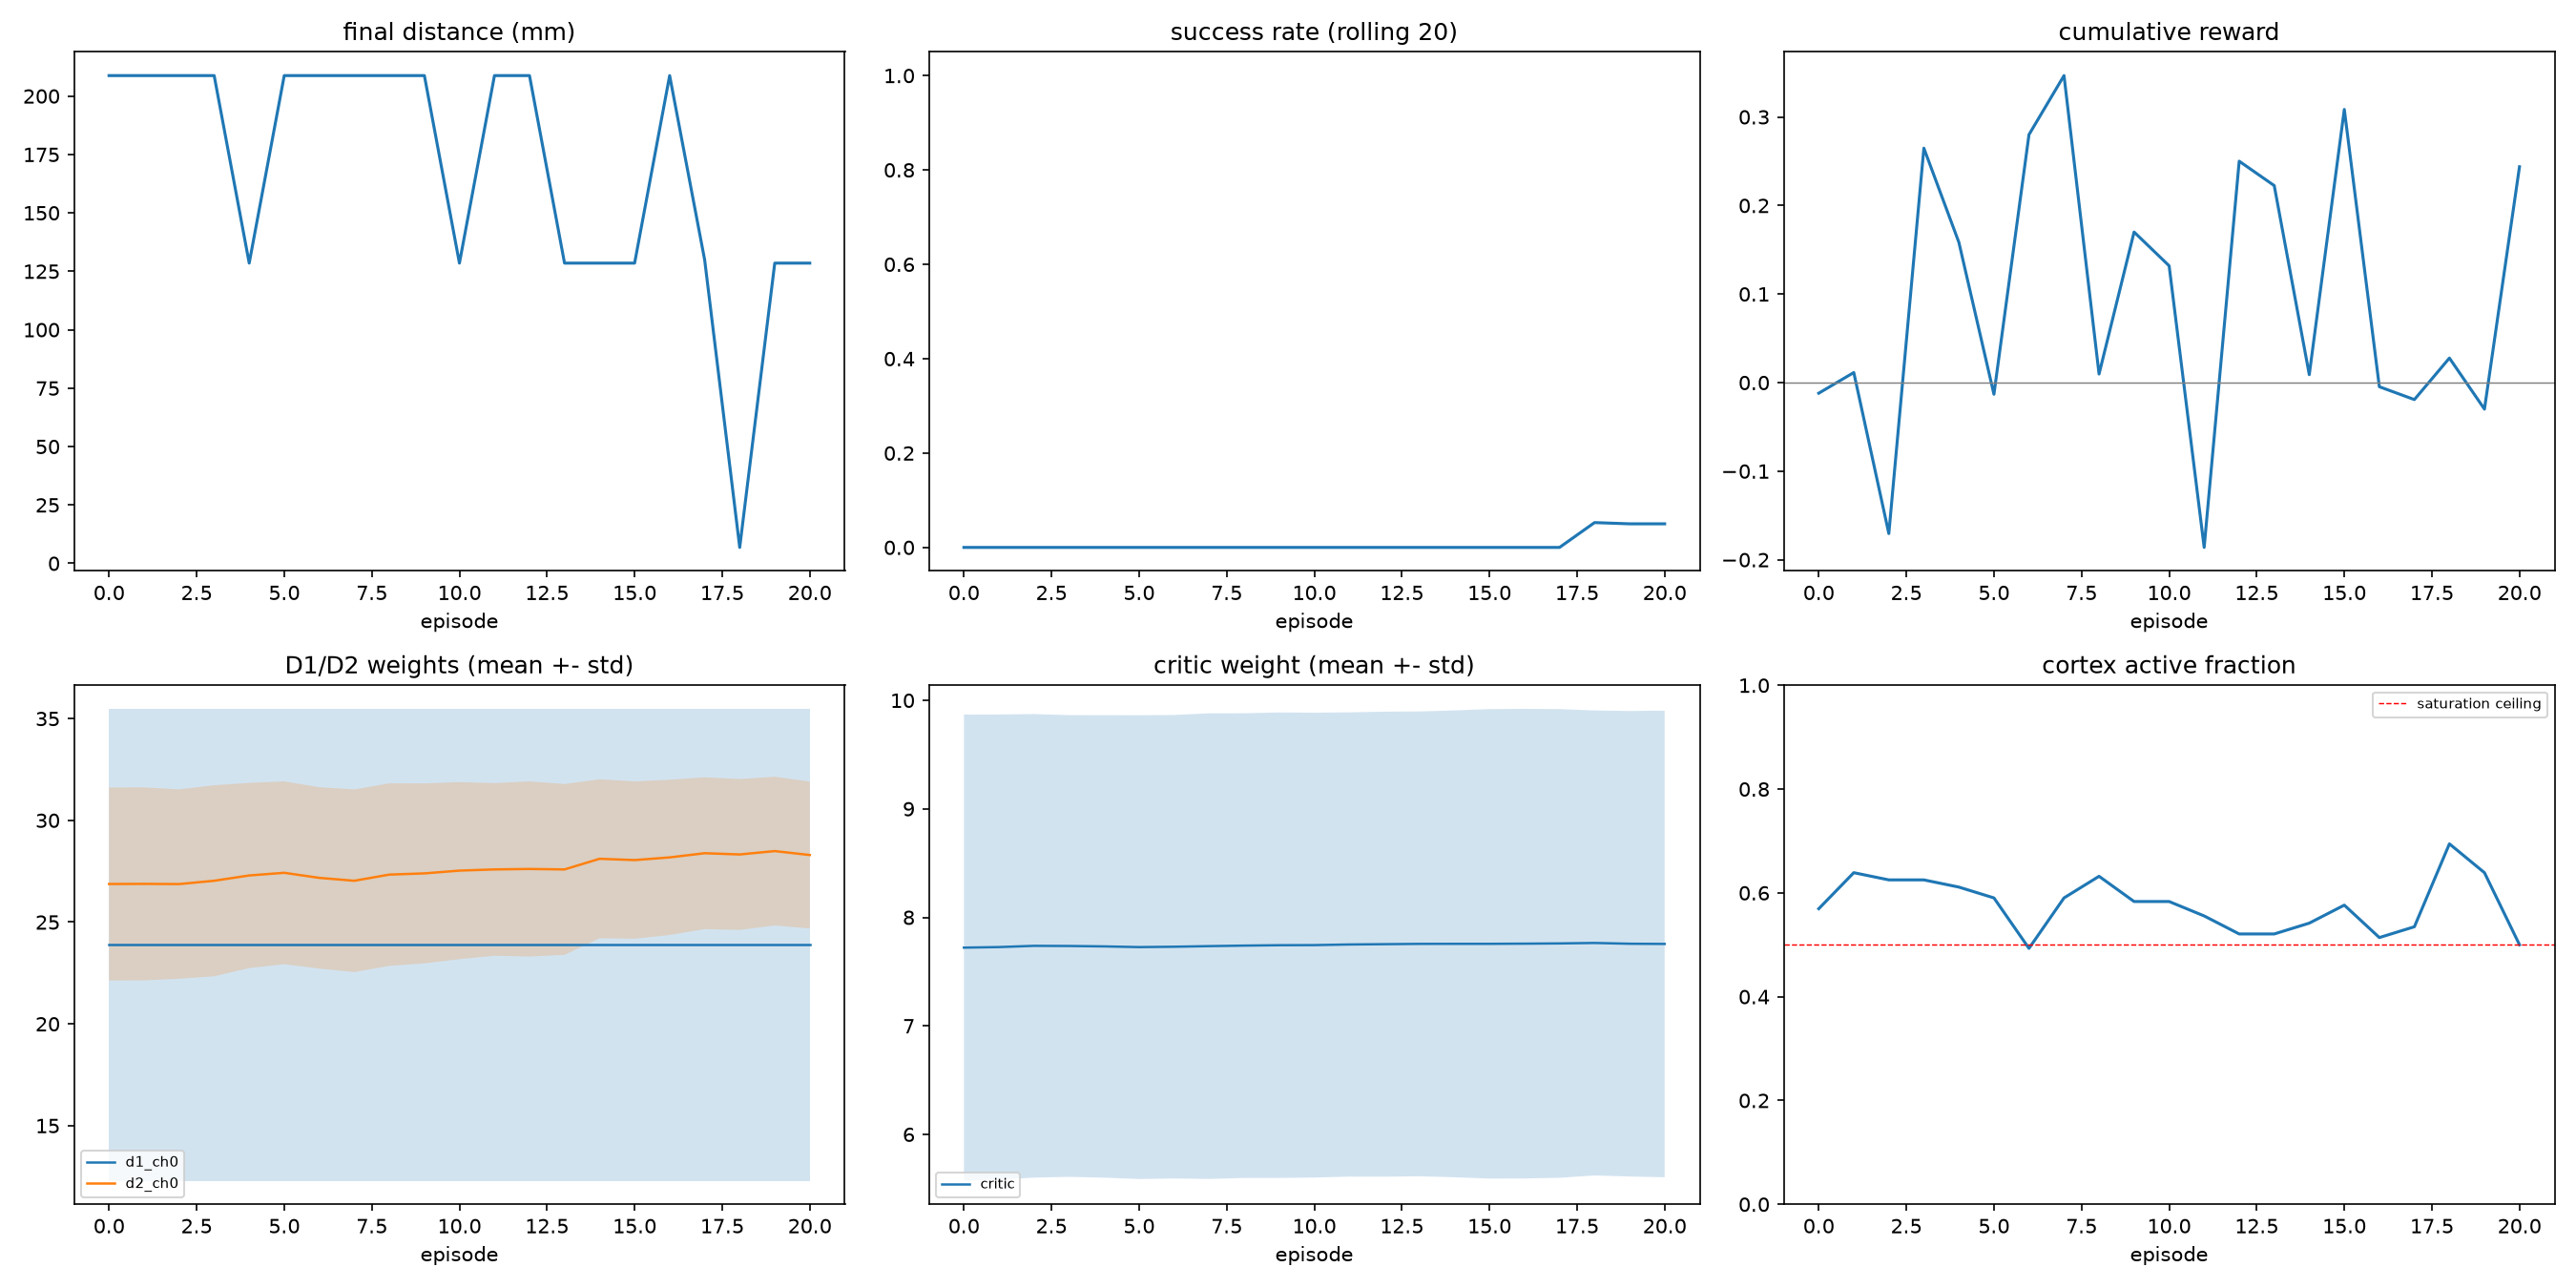 final distance (mm)
200
175
150
125
100
75
50
25
0
0.0 2.5 5.0 7.5 10.0 12.5 15.0 17.5 20.0
episode
success rate (rolling 20)
1.0
0.8
0.6
0.4
0.2
0.0
0.0 2.5 5.0 7.5 10.0 12.5 15.0 17.5 20.0
episode
cumulative reward
0.3
0.2
0.1
0.0
−0.1
−0.2
0.0 2.5 5.0 7.5 10.0 12.5 15.0 17.5 20.0
episode
D1/D2 weights (mean +- std)
35
30
25
20
15
d1_ch0
d2_ch0
0.0 2.5 5.0 7.5 10.0 12.5 15.0 17.5 20.0
episode
critic weight (mean +- std)
10
9
8
7
6
critic
0.0 2.5 5.0 7.5 10.0 12.5 15.0 17.5 20.0
episode
cortex active fraction
1.0
saturation ceiling
0.8
0.6
0.4
0.2
0.0
0.0 2.5 5.0 7.5 10.0 12.5 15.0 17.5 20.0
episode